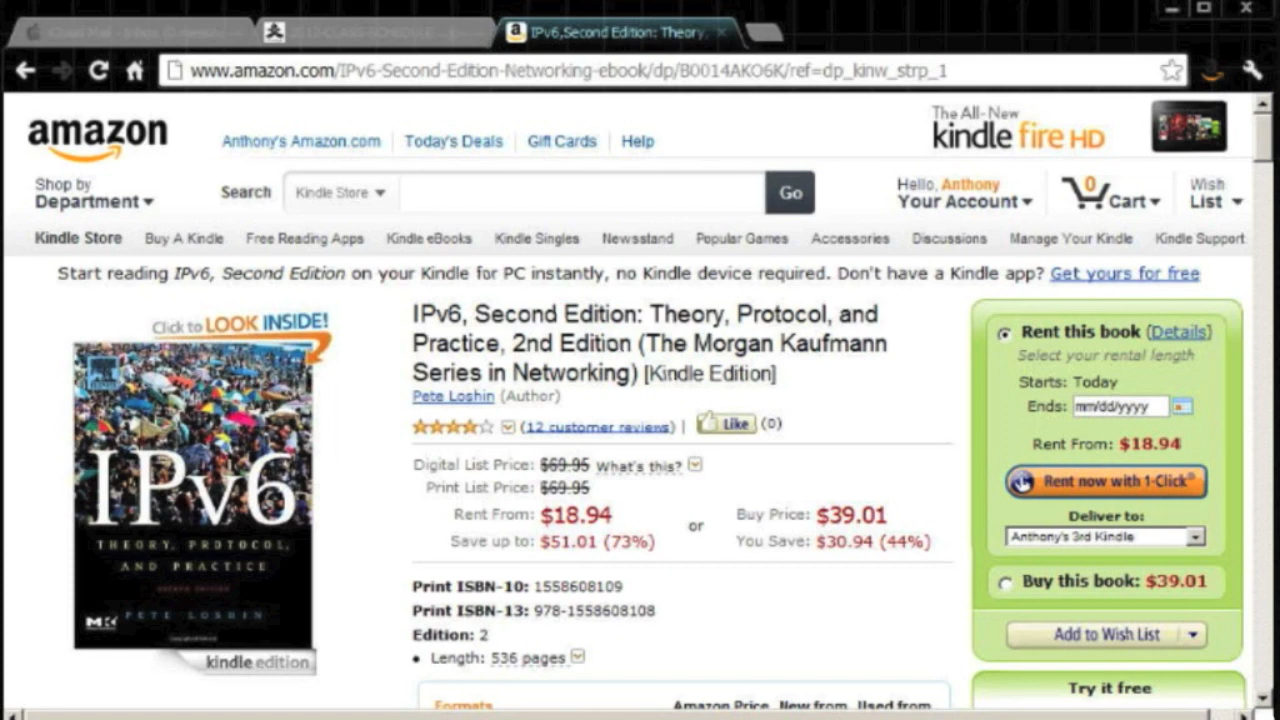 IPv6,Second Edition: Theory,
www.amazon.com/IPv6-Second-Edition-Networking-ebook/dp/B0014AKO6K/ref=dp_kinw_strp_1
amazon
Anthony's Amazon.com Today's Deals Gift Cards Help
The All-New
kindle fire HD
Shop by
Department
Search Kindle Store Go
Hello, Anthony
Your Account
0
Cart
Wish
List
Kindle Store Buy A Kindle Free Reading Apps Kindle eBooks Kindle Singles Newsstand Popular Games Accessories Discussions Manage Your Kindle Kindle Support
Start reading IPv6, Second Edition on your Kindle for PC instantly, no Kindle device required. Don't have a Kindle app? Get yours for free
Click to LOOK INSIDE!
IPv6
THEORY, PROTOCOL,
AND PRACTICE
SECOND EDITION
PETE LOSHIN
MK
kindle edition
IPv6, Second Edition: Theory, Protocol, and
Practice, 2nd Edition (The Morgan Kaufmann
Series in Networking) [Kindle Edition]
Pete Loshin (Author)
(12 customer reviews) | Like (0)
Digital List Price: $69.95 What's this?
Print List Price: $69.95
Rent From: $18.94
Save up to: $51.01 (73%)
or
Buy Price: $39.01
You Save: $30.94 (44%)
Print ISBN-10: 1558608109
Print ISBN-13: 978-1558608108
Edition: 2
• Length: 536 pages
Formats Amazon Price New from Used from
Rent this book (Details)
Select your rental length
Starts: Today
Ends: mm/dd/yyyy
Rent From: $18.94
Rent now with 1-Click®
Deliver to:
Anthony's 3rd Kindle
Buy this book: $39.01
Add to Wish List
Try it free